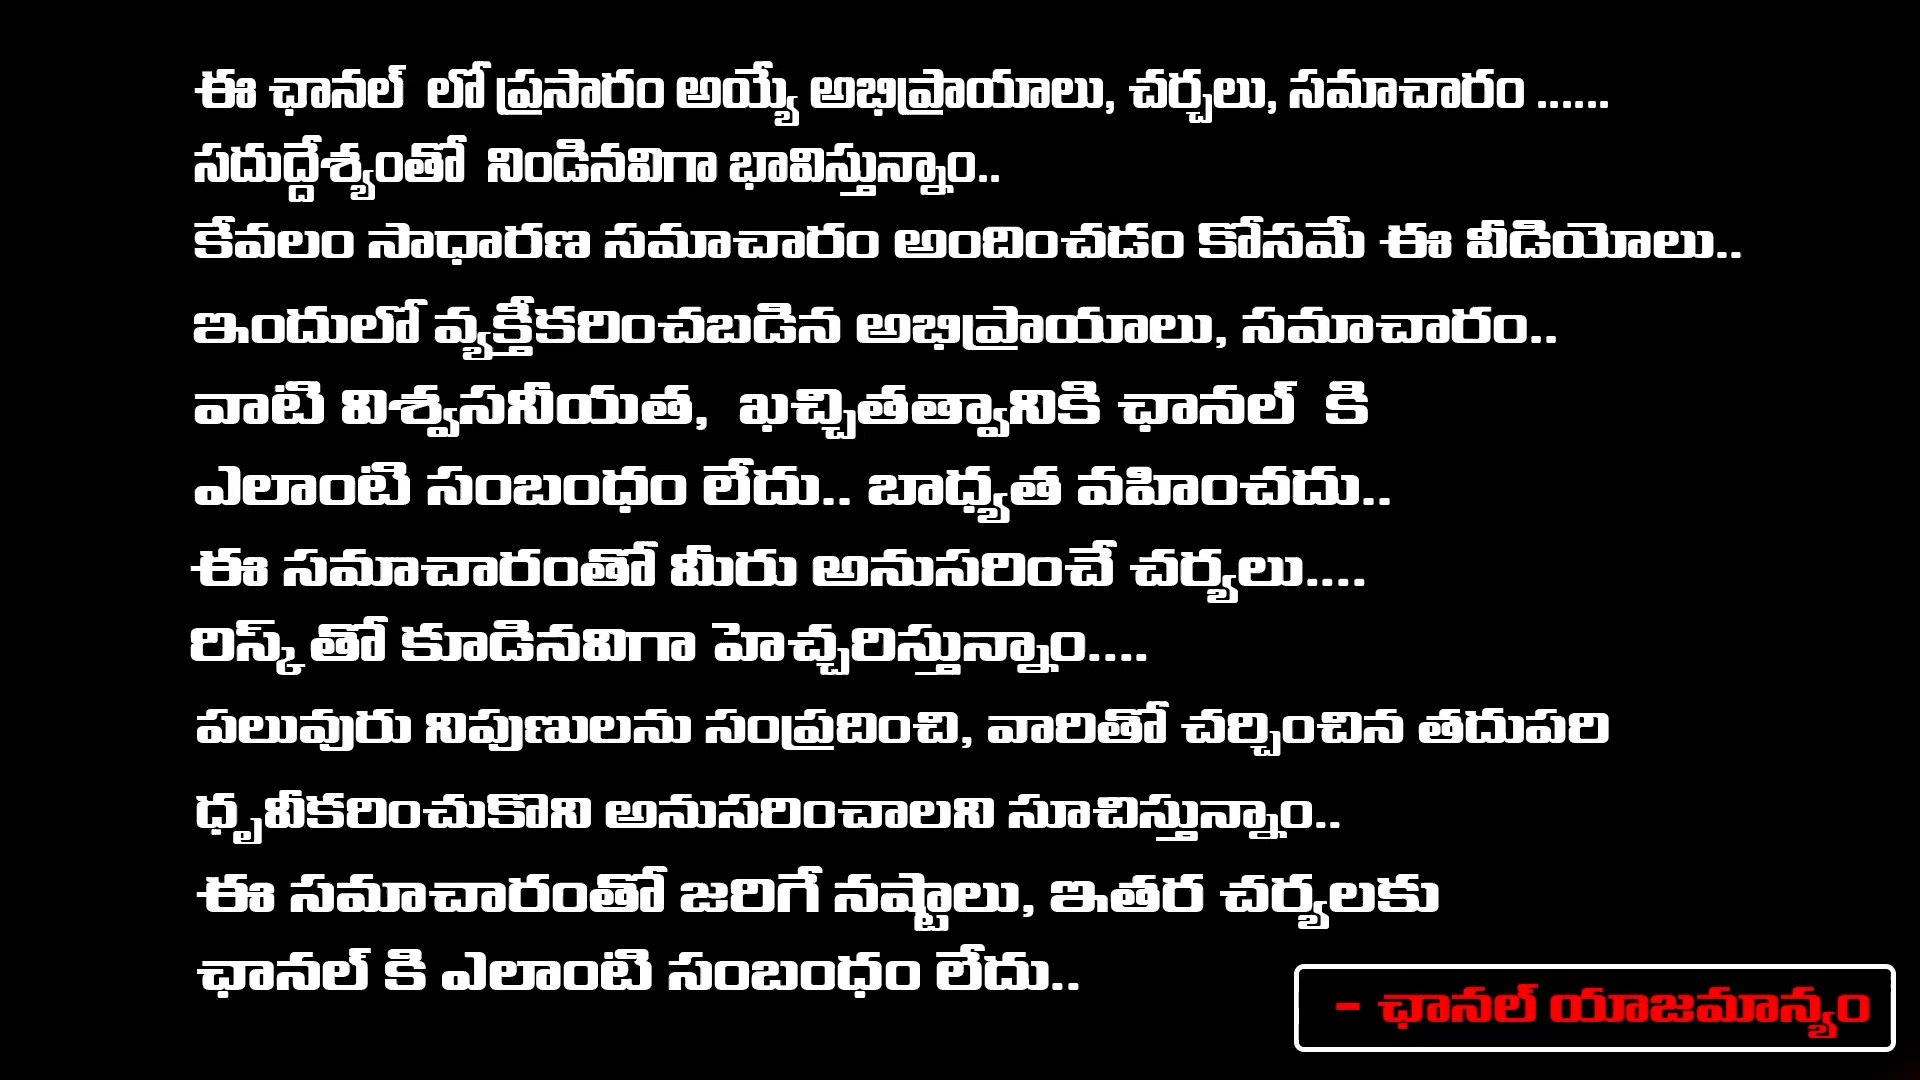 ఈ ఛానల్ లో ప్రసారం అయ్యే అభిప్రాయాలు, చర్చలు, సమాచారం ......
సదుద్దేశ్యంతో నిండినవిగా భావిస్తున్నాం..
కేవలం సాధారణ సమాచారం అందించడం కోసమే ఈ వీడియోలు..
ఇందులో వ్యక్తీకరించబడిన అభిప్రాయాలు, సమాచారం..
వాటి విశ్వసనీయత, ఖచ్చితత్వానికి ఛానల్ కి
ఎలాంటి సంబంధం లేదు.. బాధ్యత వహించదు..
ఈ సమాచారంతో మీరు అనుసరించే చర్యలు....
రిస్క్ తో కూడినవిగా హెచ్చరిస్తున్నాం....
పలువురు నిపుణులను సంప్రదించి, వారితో చర్చించిన తదుపరి
ధృవీకరించుకొని అనుసరించాలని సూచిస్తున్నాం..
ఈ సమాచారంతో జరిగే నష్టాలు, ఇతర చర్యలకు
ఛానల్ కి ఎలాంటి సంబంధం లేదు..
- ఛానల్ యాజమాన్యం